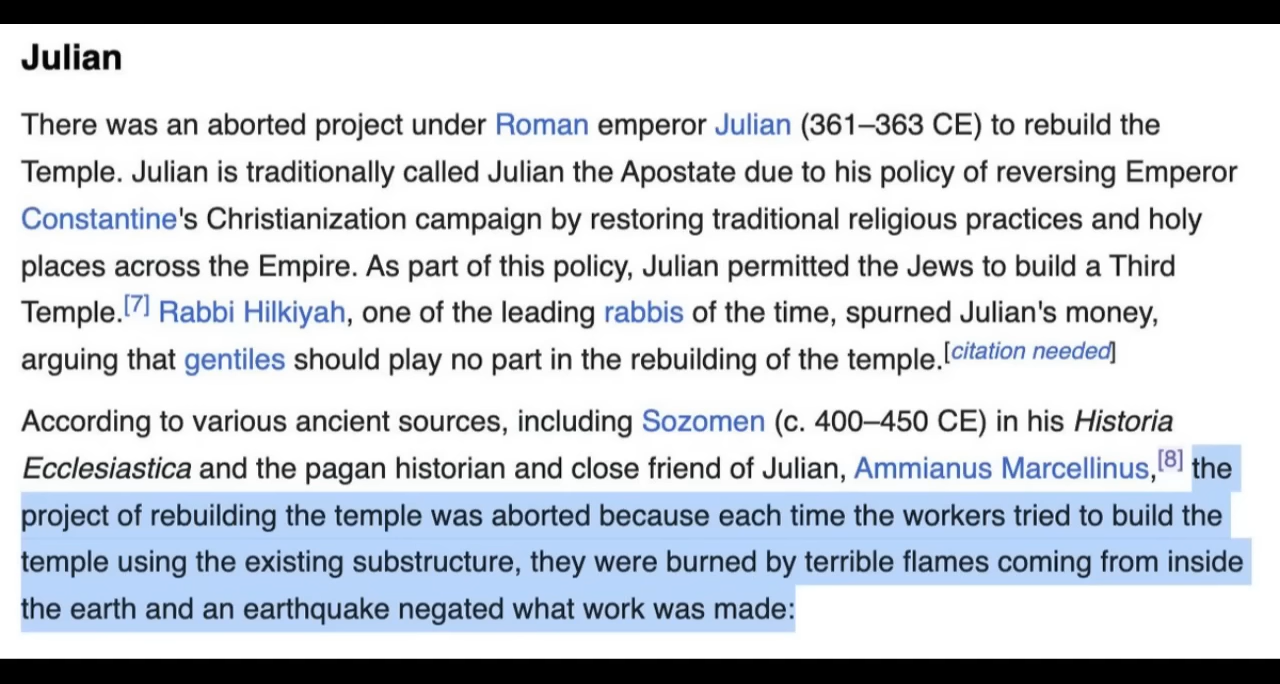 Julian
There was an aborted project under Roman emperor Julian (361–363 CE) to rebuild the
Temple. Julian is traditionally called Julian the Apostate due to his policy of reversing Emperor
Constantine's Christianization campaign by restoring traditional religious practices and holy
places across the Empire. As part of this policy, Julian permitted the Jews to build a Third
Temple.[7] Rabbi Hilkiyah, one of the leading rabbis of the time, spurned Julian's money,
arguing that gentiles should play no part in the rebuilding of the temple.[citation needed]
According to various ancient sources, including Sozomen (c. 400–450 CE) in his Historia
Ecclesiastica and the pagan historian and close friend of Julian, Ammianus Marcellinus,[8] the
project of rebuilding the temple was aborted because each time the workers tried to build the
temple using the existing substructure, they were burned by terrible flames coming from inside
the earth and an earthquake negated what work was made: